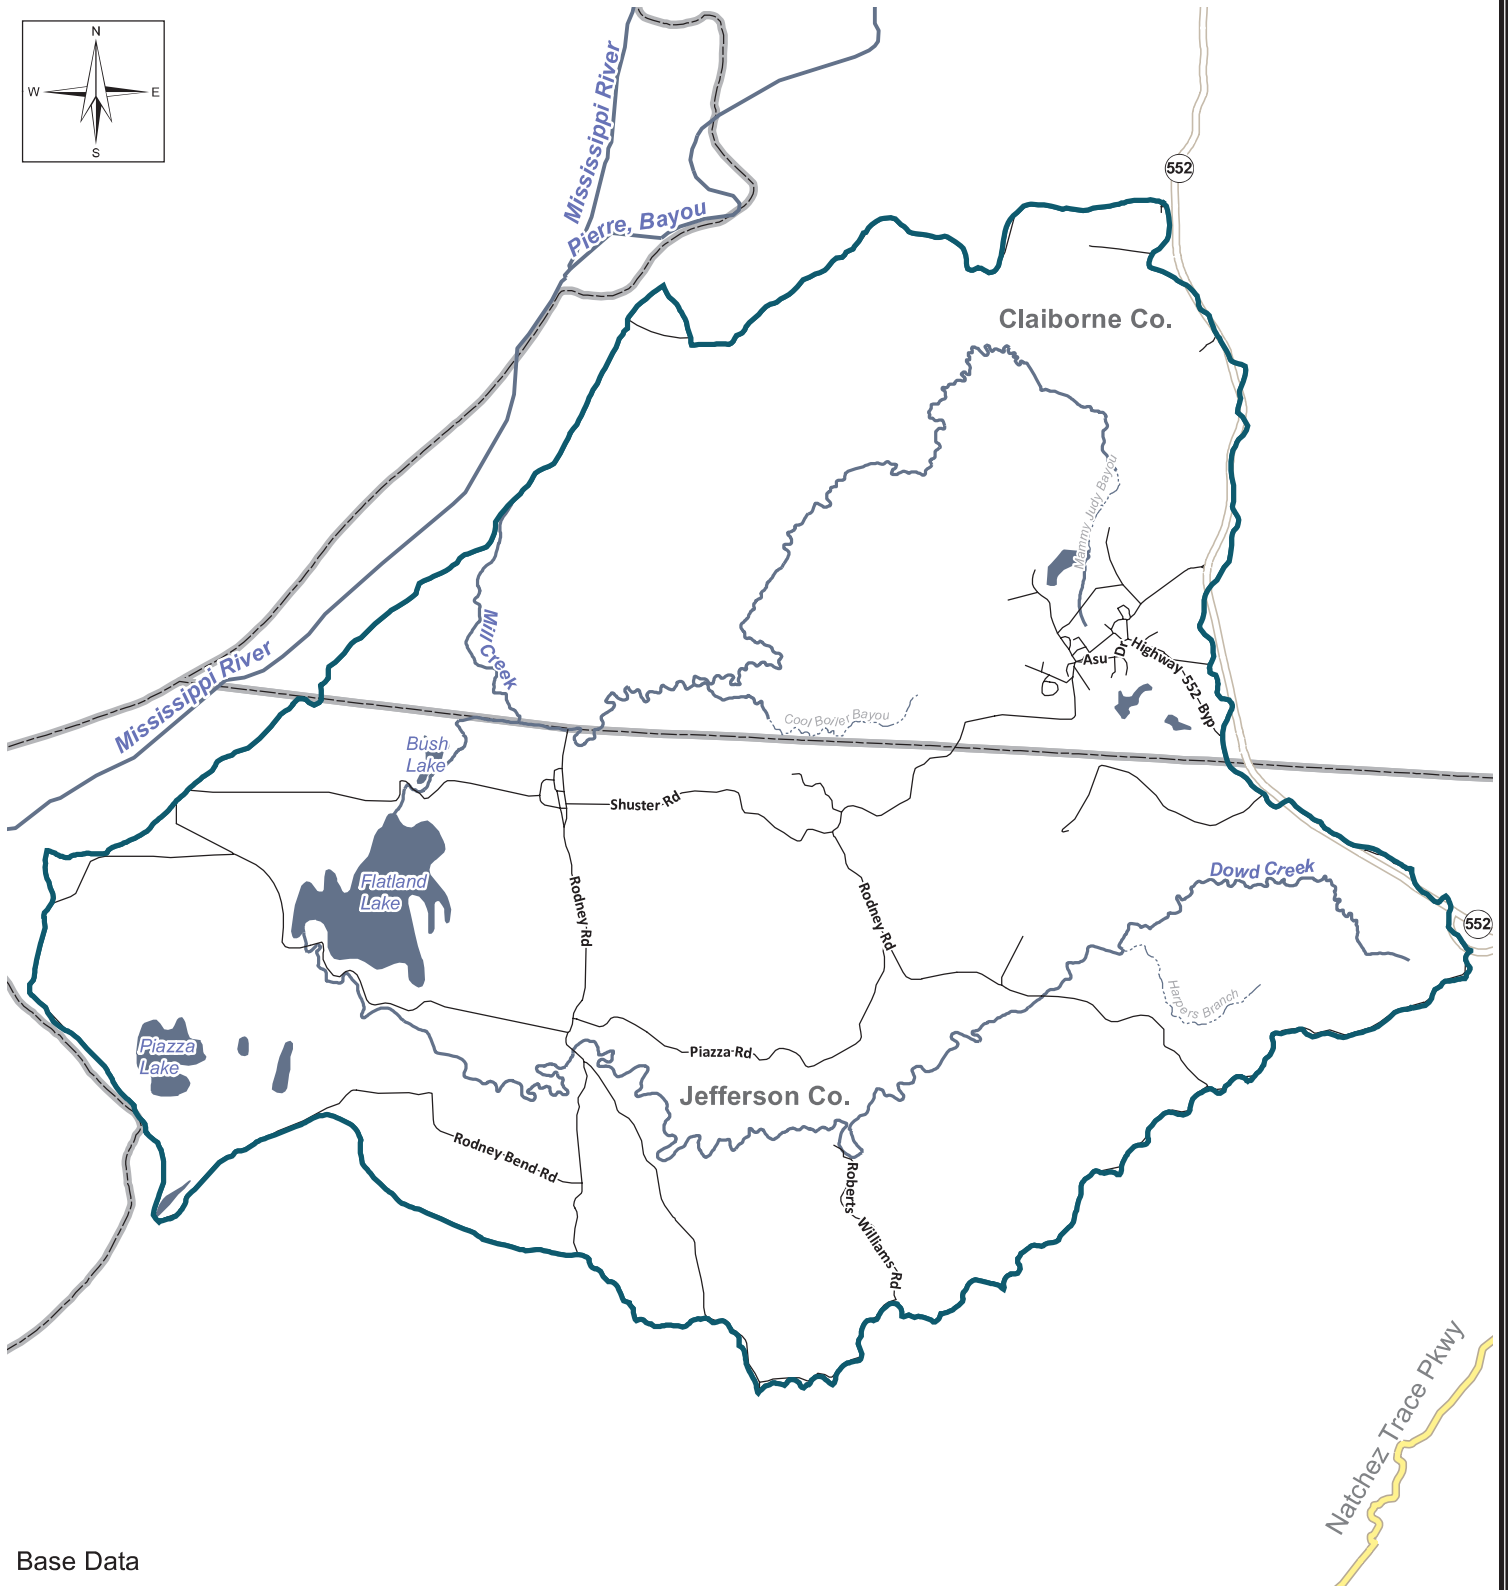 N
W
E
S
Mississippi River
Pierre, Bayou
552
Claiborne Co.
Mammy Judy Bayou
Mill Creek
Asu
Dr
Highway 552 Byp
Mississippi River
Cool Boiler Bayou
Bush
Lake
Shuster Rd
Flatland
Lake
Rodney Rd
Rodney Rd
Dowd Creek
552
Harpers Branch
Piazza
Lake
Piazza Rd
Jefferson Co.
Rodney Bend Rd
Roberts
Williams Rd
Natchez Trace Pkwy
Base Data